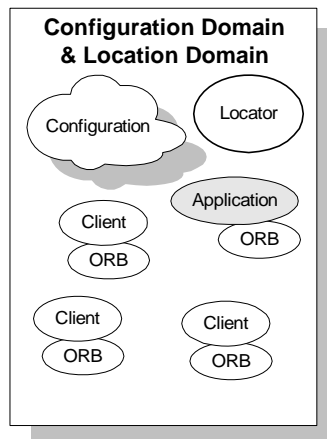 Configuration Domain
& Location Domain
Configuration
Locator
Application
ORB
Client
ORB
Client
ORB
Client
ORB